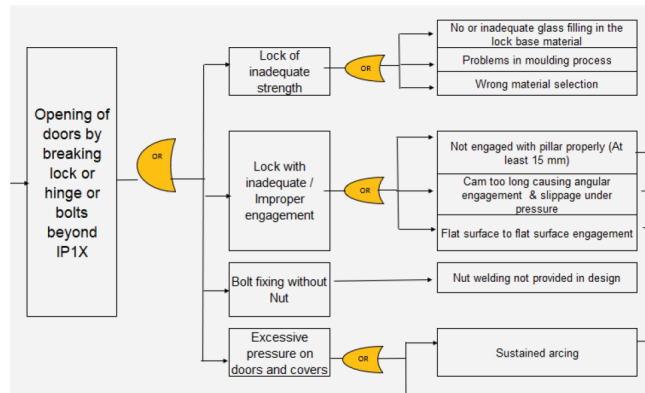 Opening of
doors by
breaking
lock or
hinge or
bolts
beyond
IP1X
OR
Lock of
inadequate
strength
OR
No or inadequate glass filling in the
lock base material
Problems in moulding process
Wrong material selection
Lock with
inadequate /
Improper
engagement
OR
Not engaged with pillar properly (At
least 15 mm)
Cam too long causing angular
engagement & slippage under
pressure
Flat surface to flat surface engagement
Bolt fixing without
Nut
Nut welding not provided in design
Excessive
pressure on
doors and covers
OR
Sustained arcing